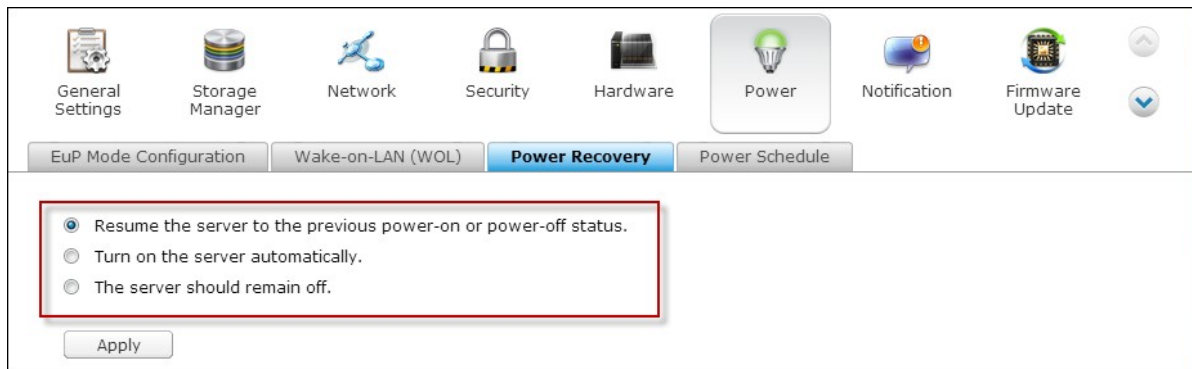 General Settings
Storage Manager
Network
Security
Hardware
Power
Notification
Firmware Update
EuP Mode Configuration
Wake-on-LAN (WOL)
Power Recovery
Power Schedule
Resume the server to the previous power-on or power-off status.
Turn on the server automatically.
The server should remain off.
Apply